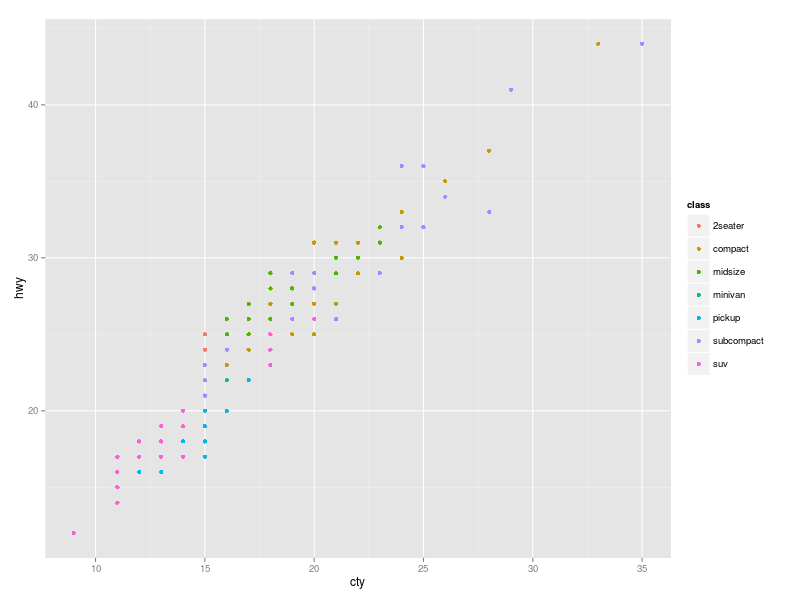 40
30
20
hwy
10 15 20 25 30 35
cty
class
2seater
compact
midsize
minivan
pickup
subcompact
suv